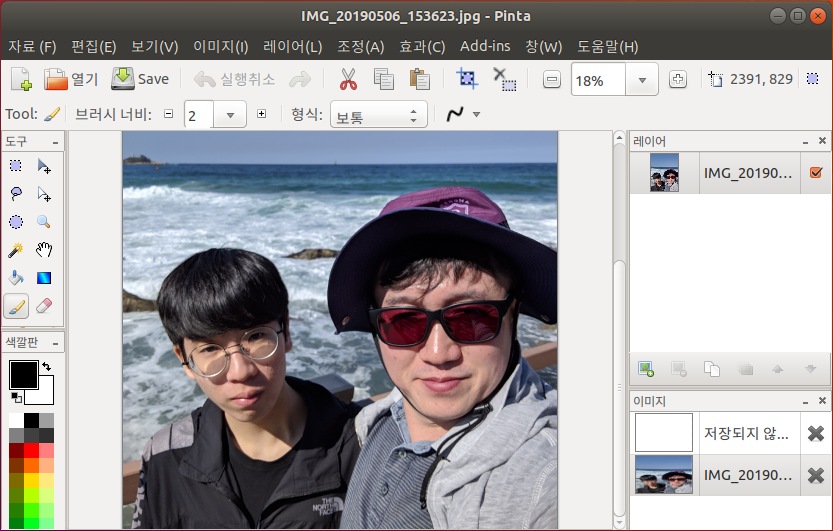 IMG_20190506_153623.jpg - Pinta
자료 (F) 편집(E) 보기(V) 이미지(I) 레이어(L) 조정(A) 효과(C) Add-ins 창(W) 도움말(H)
열기 Save 실행취소 18% 2391, 829
Tool: 브러시 너비: 2 형식: 보통
도구
레이어
IMG_20190...
색깔판
이미지
저장되지 않...
IMG_20190...
THE
NORTH
FACE